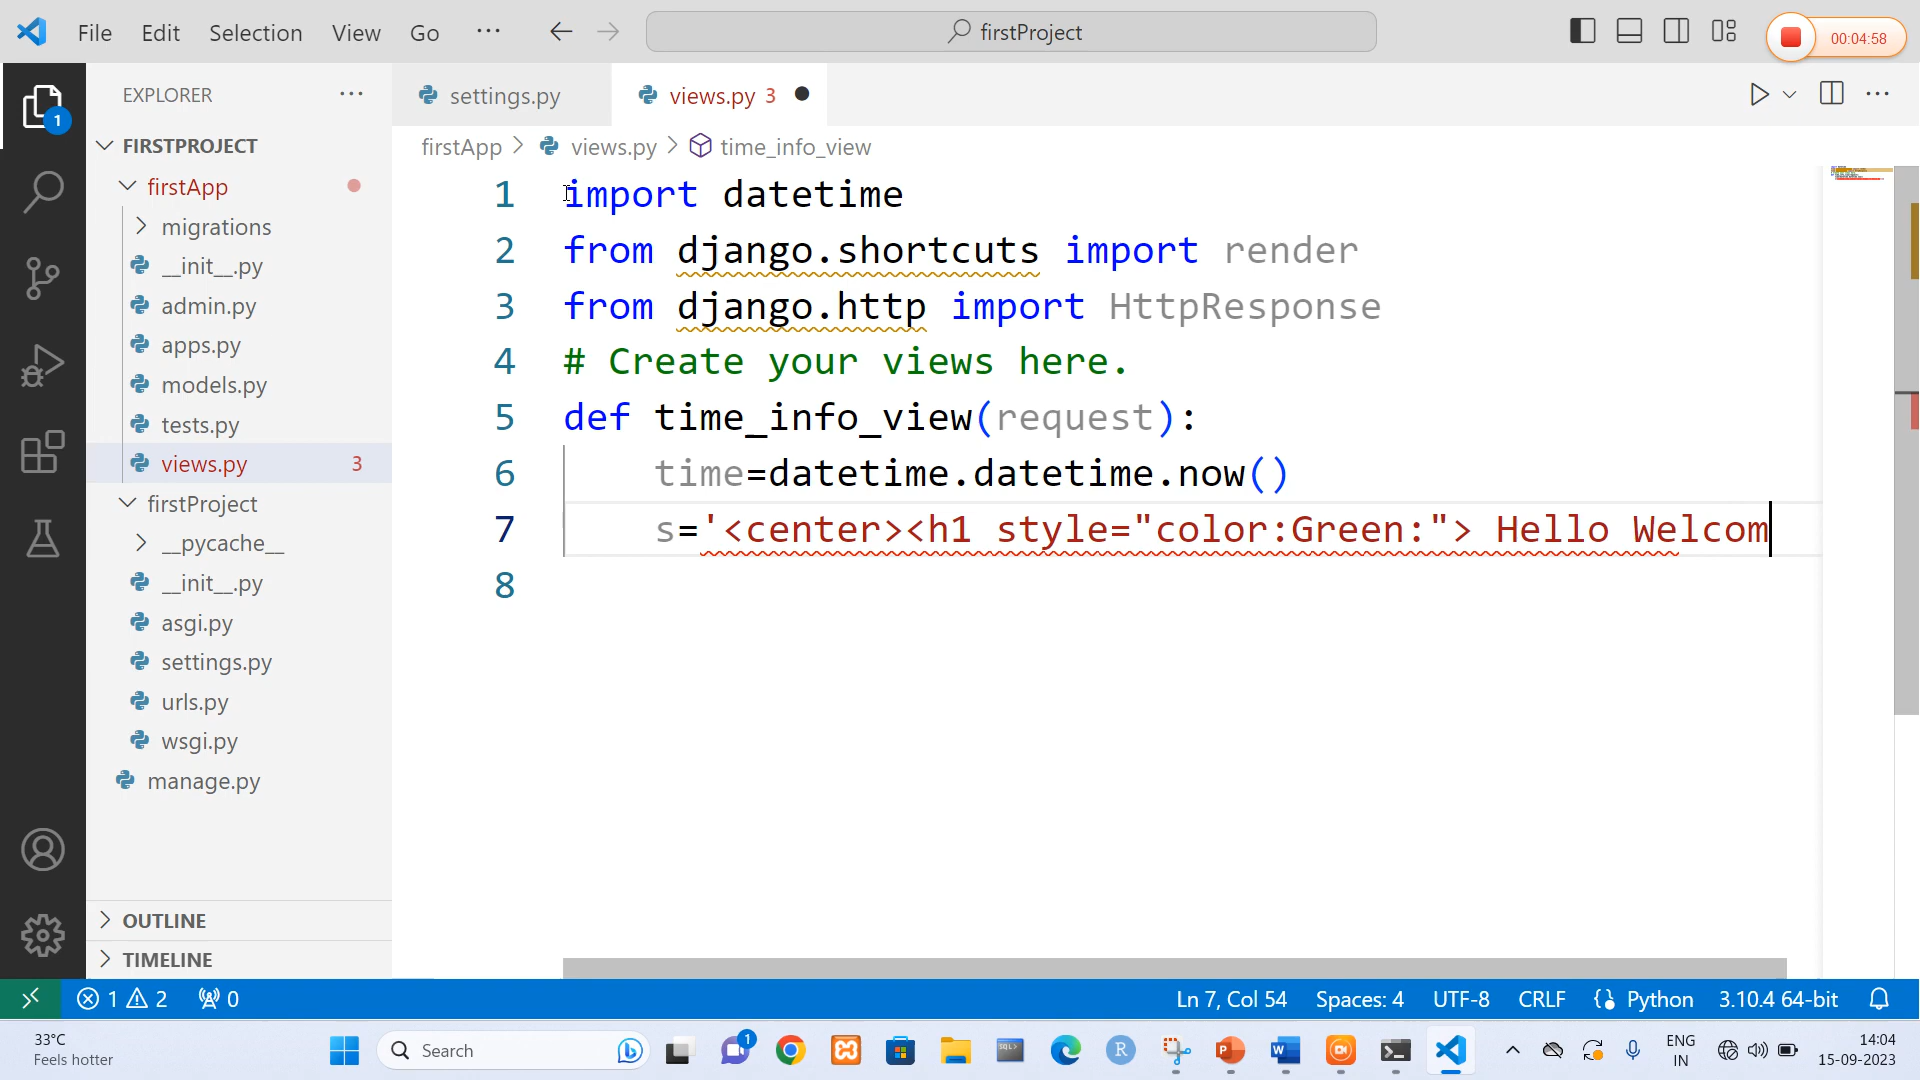 File Edit Selection View Go ··· firstProject 00:04:58
EXPLORER ···
settings.py
views.py 3
FIRSTPROJECT
firstApp
migrations
__init__.py
admin.py
apps.py
models.py
tests.py
views.py 3
firstProject
__pycache__
__init__.py
asgi.py
settings.py
urls.py
wsgi.py
manage.py
OUTLINE
TIMELINE
1
firstApp > views.py > time_info_view
1 import datetime
2 from django.shortcuts import render
3 from django.http import HttpResponse
4 # Create your views here.
5 def time_info_view(request):
6 time=datetime.datetime.now()
7 s='<center><h1 style="color:Green:"> Hello Welcom
8
1 2 0
Ln 7, Col 54 Spaces: 4 UTF-8 CRLF Python 3.10.4 64-bit
33°C
Feels hotter
Search
1
SQL>
R
P
W
ENG
IN
14:04
15-09-2023